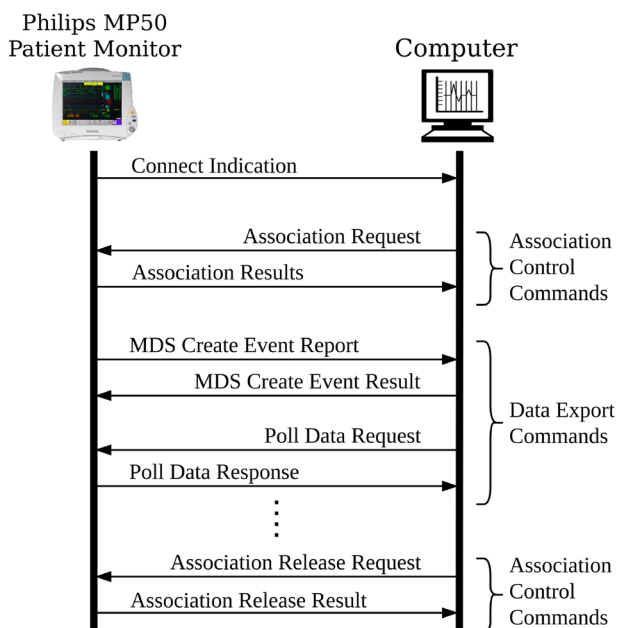 Philips MP50
Patient Monitor
Computer
Connect Indication
Association Request
Association Results
Association
Control
Commands
MDS Create Event Report
MDS Create Event Result
Poll Data Request
Poll Data Response
Data Export
Commands
Association Release Request
Association Release Result
Association
Control
Commands